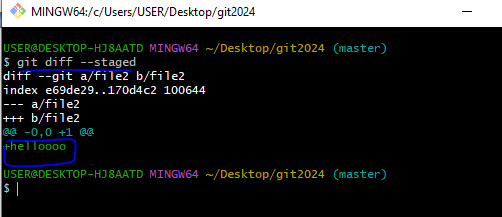 MINGW64:/c/Users/USER/Desktop/git2024
USER@DESKTOP-HJ8AATD MINGW64 ~/Desktop/git2024 (master)
$ git diff --staged
diff --git a/file2 b/file2
index e69de29..170d4c2 100644
--- a/file2
+++ b/file2
@@ -0,0 +1 @@
+helloooo
USER@DESKTOP-HJ8AATD MINGW64 ~/Desktop/git2024 (master)
$